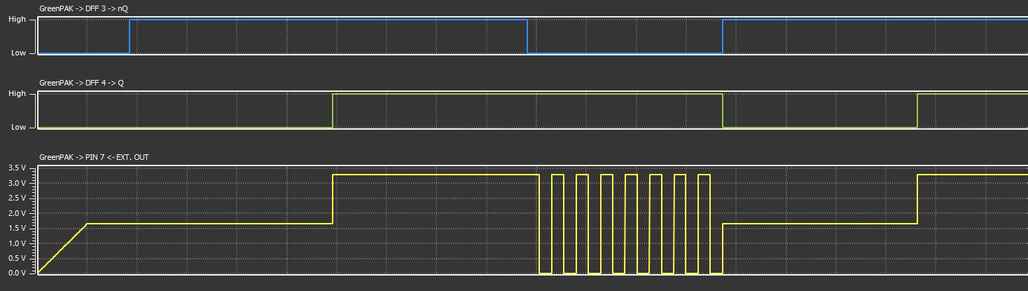 GreenPAK -> DFF 3 -> nQ
High
Low
GreenPAK -> DFF 4 -> Q
High
Low
GreenPAK -> PIN 7 <- EXT. OUT
3.5 V
3.0 V
2.5 V
2.0 V
1.5 V
1.0 V
0.5 V
0.0 V